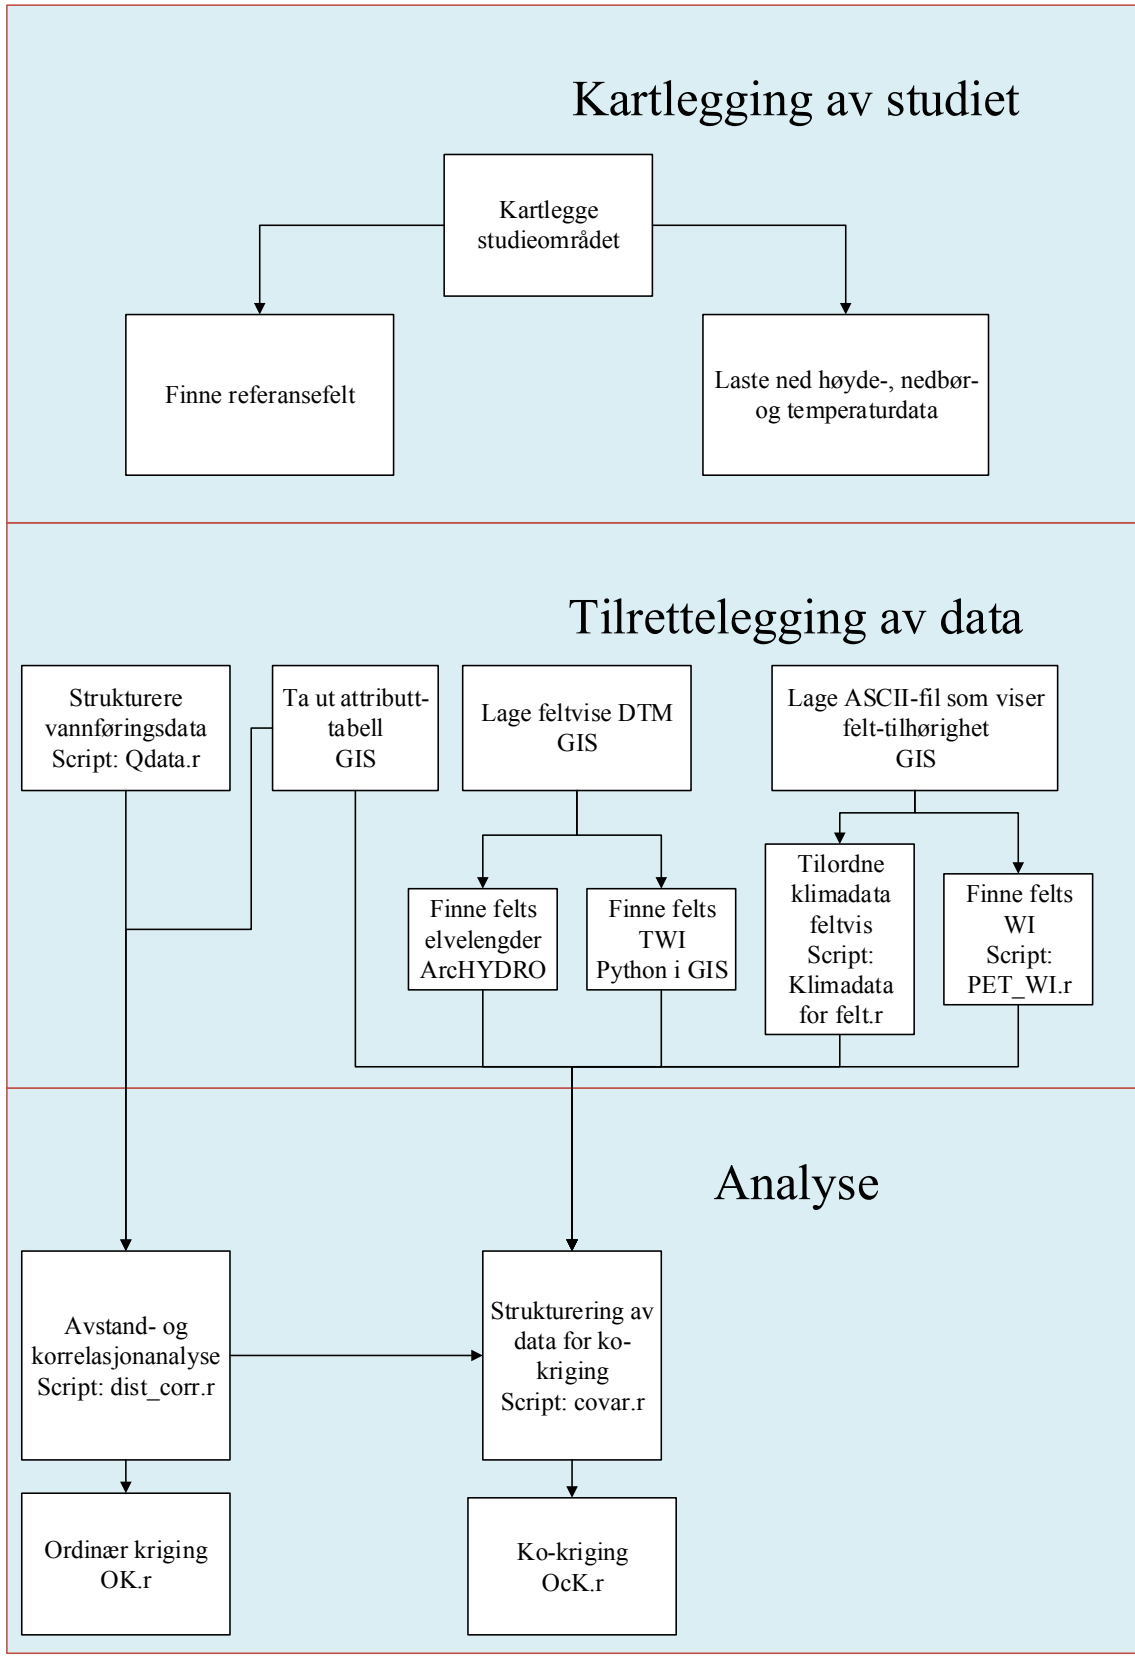 Kartlegging av studiet
Kartlegge
studieområdet
Finne referansefelt
Laste ned høyde-, nedbør-
og temperaturdata
Tilrettelegging av data
Strukturere
vannføringsdata
Script: Qdata.r
Ta ut attributt-
tabell
GIS
Lage feltvise DTM
GIS
Lage ASCII-fil som viser
felt-tilhørighet
GIS
Finne felts
elvelengder
ArcHYDRO
Finne felts
TWI
Python i GIS
Tilordne
klimadata
feltvis
Script:
Klimadata
for felt.r
Finne felts
WI
Script:
PET_WI.r
Analyse
Avstand- og
korrelasjonanalyse
Script: dist_corr.r
Strukturering av
data for ko-
kriging
Script: covar.r
Ordinær kriging
OK.r
Ko-kriging
OcK.r